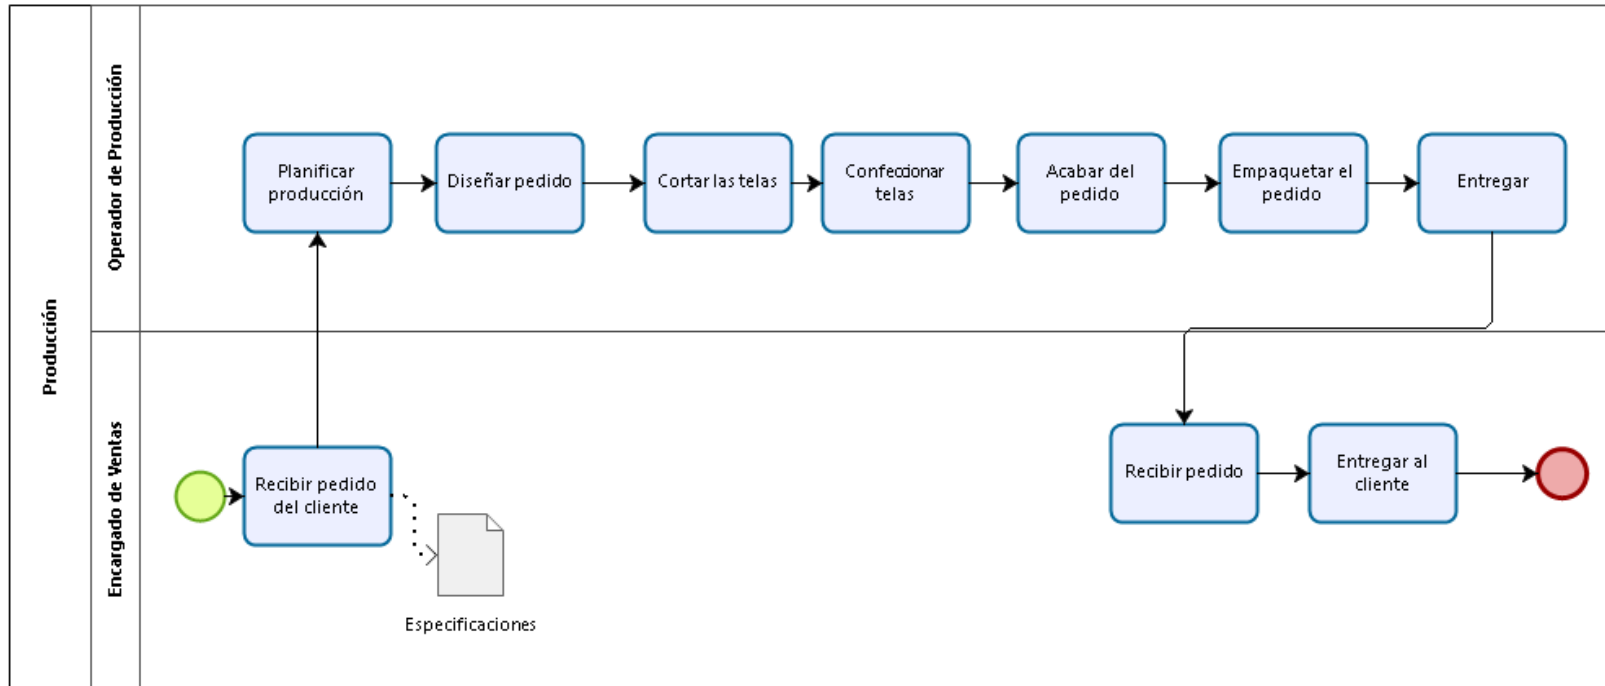 Producción
Operador de Producción
Planificar
producción
Diseñar pedido
Cortar las telas
Confeccionar
telas
Acabar del
pedido
Empaquetar el
pedido
Entregar
Encargado de Ventas
Recibir pedido
del cliente
Especificaciones
Recibir pedido
Entregar al
cliente